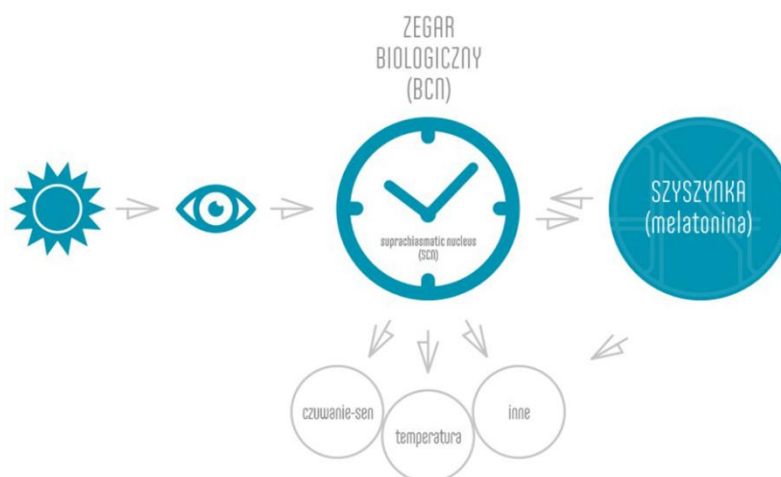 ZEGAR
BIOLOGICZNY
(BCN)
suprachiasmatic nucleus
(SCN)
SZYSZYNKA
(melatonina)
czuwanie-sen
temperatura
inne